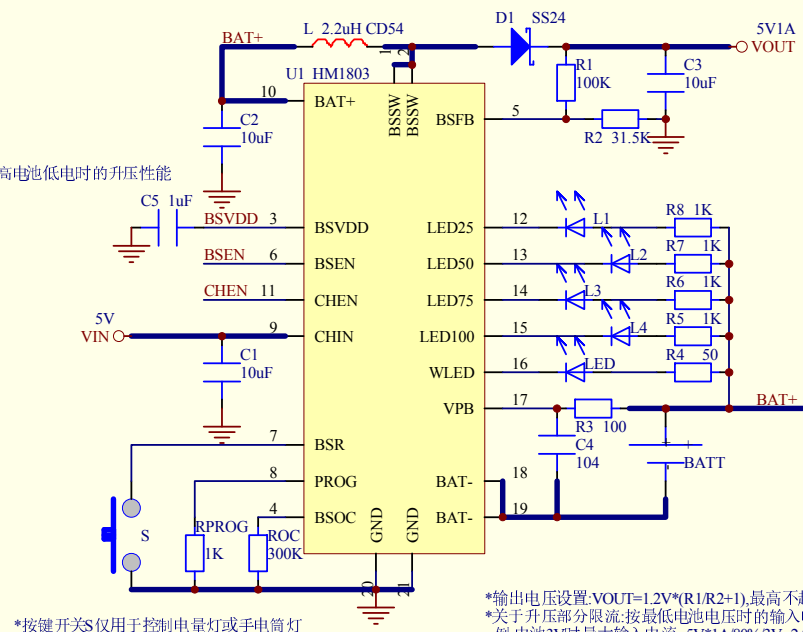 L 2.2uH CD54
D1 SS24
5V1A
BAT+
VOUT
1
2
U1 HM1803
R1
100K
C3
10uF
10 BAT+
BSSW
BSSW
BSFB 5
R2 31.5K
C2
10uF
高电池低电时的升压性能
C5 1uF
BSVDD 3 BSVDD
LED25 12 L1 R8 1K
BSEN 6 BSEN
LED50 13 L2 R7 1K
CHEN 11 CHEN
LED75 14 L3 R6 1K
5V
VIN 9 CHIN
LED100 15 L4 R5 1K
C1
10uF
WLED 16 LED R4 50
VPB 17
R3 100
BAT+
7 BSR
C4
104
BATT
8 PROG
BAT- 18
4 BSOC
BAT- 19
GND
GND
S
RPROG
1K
ROC
300K
20
21
*输出电压设置:VOUT=1.2V*(R1/R2+1),最高不
*关于升压部分限流:按最低电池电压时的输入
*按键开关S仅用于控制电量灯或手电筒灯